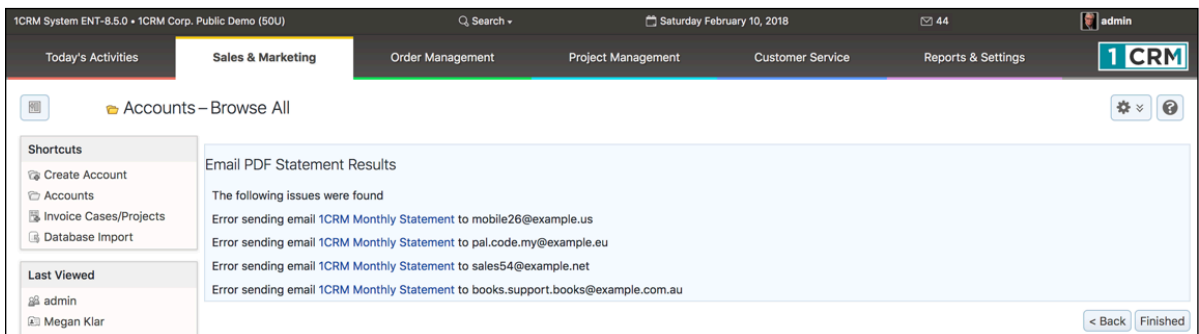 1CRM System ENT-8.5.0 • 1CRM Corp. Public Demo (50U) Search Saturday February 10, 2018 44 admin
Today's Activities Sales & Marketing Order Management Project Management Customer Service Reports & Settings 1 CRM
Accounts – Browse All
Shortcuts
Create Account
Accounts
Invoice Cases/Projects
Database Import
Last Viewed
admin
Megan Klar
Email PDF Statement Results
The following issues were found
Error sending email 1CRM Monthly Statement to mobile26@example.us
Error sending email 1CRM Monthly Statement to pal.code.my@example.eu
Error sending email 1CRM Monthly Statement to sales54@example.net
Error sending email 1CRM Monthly Statement to books.support.books@example.com.au
< Back Finished